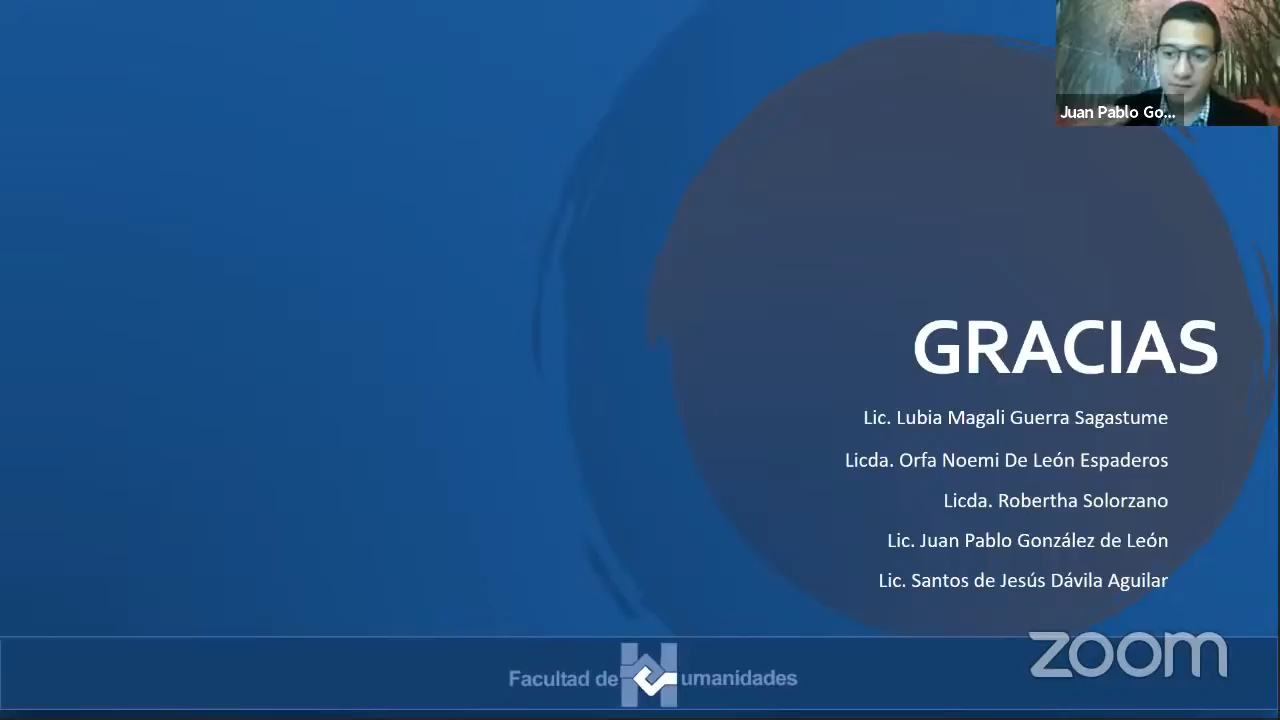 Juan Pablo Go...
GRACIAS
Lic. Lubia Magali Guerra Sagastume
Licda. Orfa Noemi De León Espaderos
Licda. Robertha Solorzano
Lic. Juan Pablo González de León
Lic. Santos de Jesús Dávila Aguilar
zoom
Facultad de Humanidades